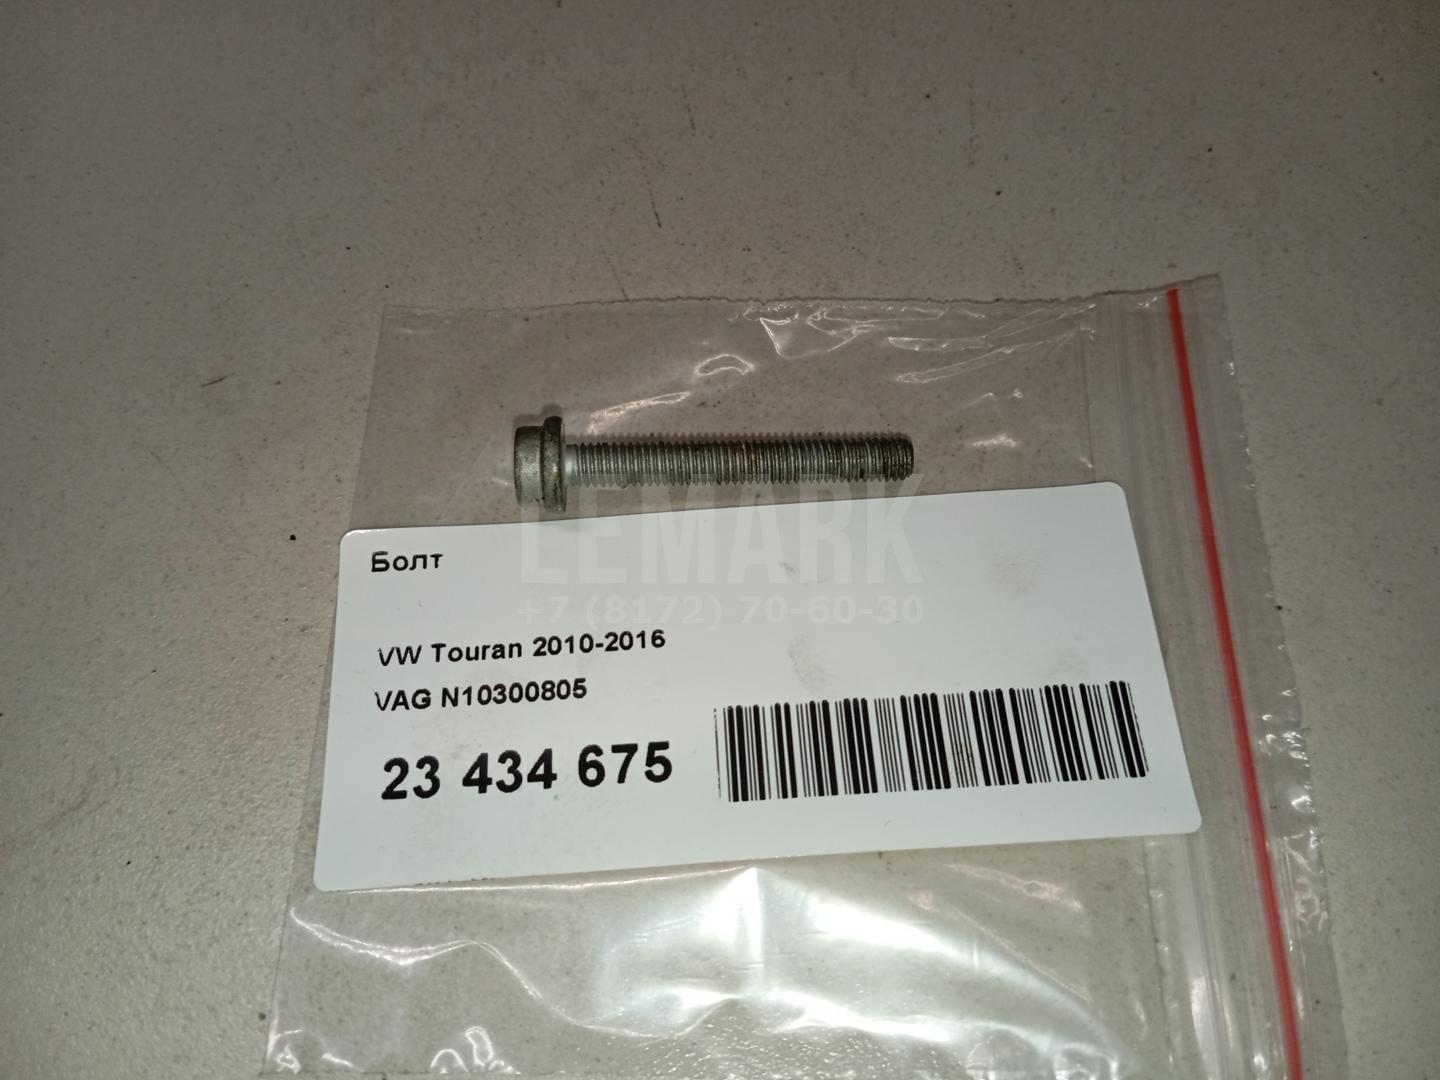 Болт
LEMARK
+7 (8172) 70-60-30
VW Touran 2010-2016
VAG N10300805
23 434 675